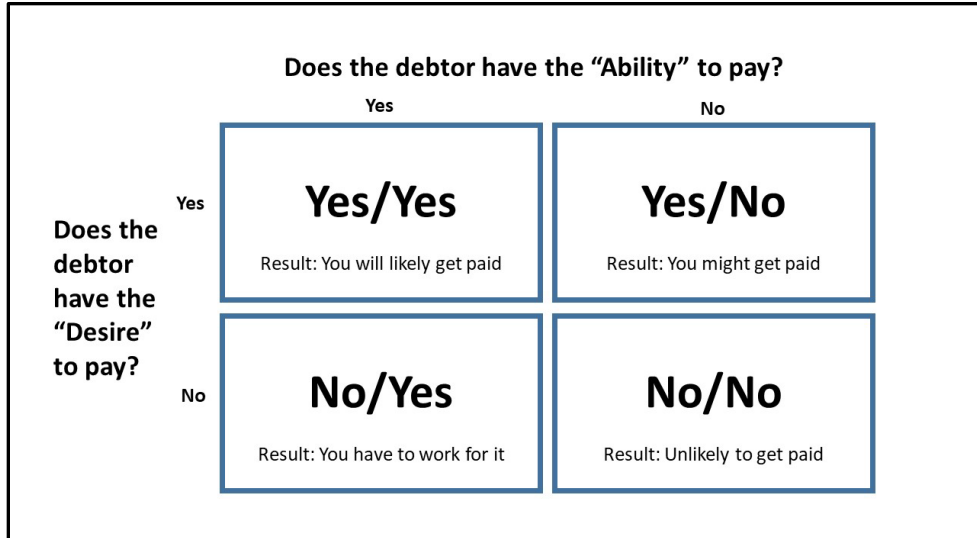 Does the debtor have the “Ability” to pay?
Yes
No
Does the
debtor
have the
“Desire”
to pay?
Yes
Yes/Yes
Result: You will likely get paid
Yes/No
Result: You might get paid
No
No/Yes
Result: You have to work for it
No/No
Result: Unlikely to get paid